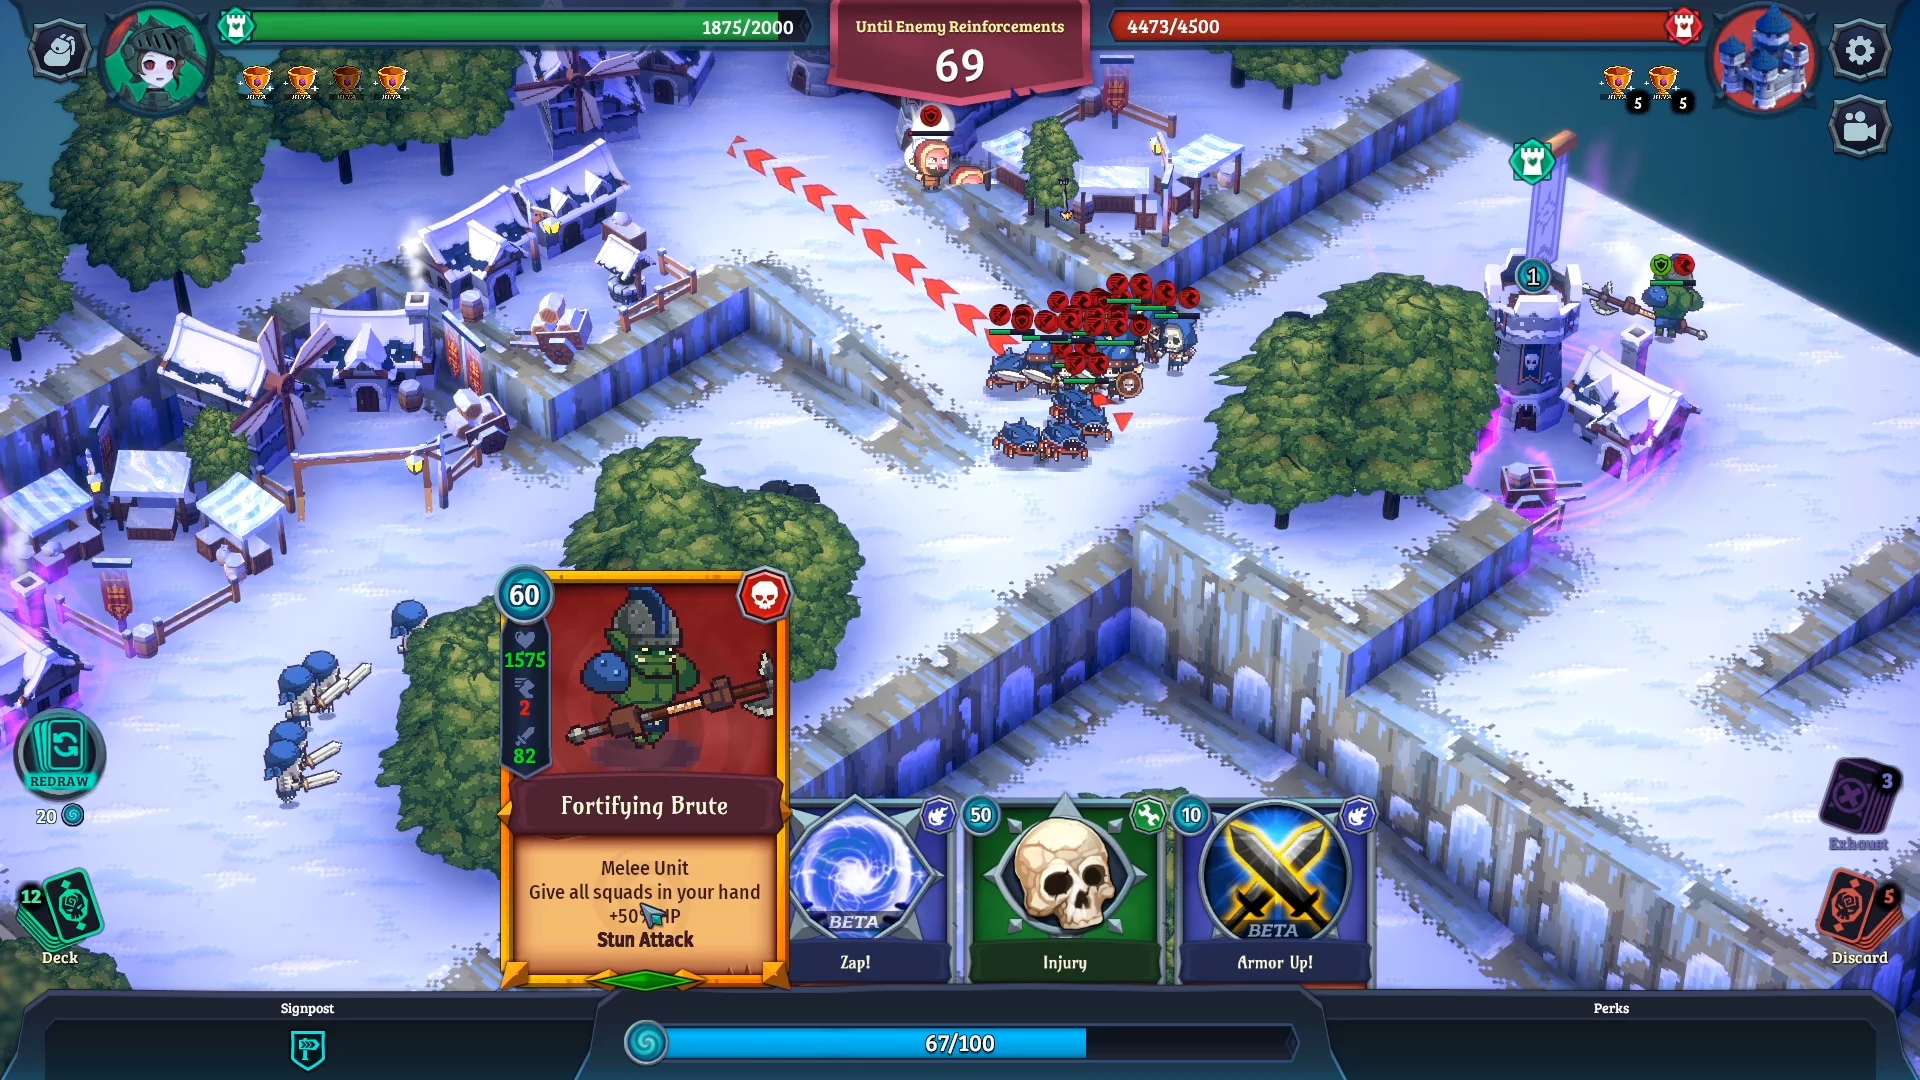 1875/2000
Until Enemy Reinforcements
69
4473/4500
5
5
1
60
1575
2
82
Fortifying Brute
Melee Unit
Give all squads in your hand
Stun Attack
BETA
Zap!
50
Injury
10
BETA
Armor Up!
REDRAW
20
12
Deck
3
Exhaust
5
Discard
Signpost
67/100
Perks